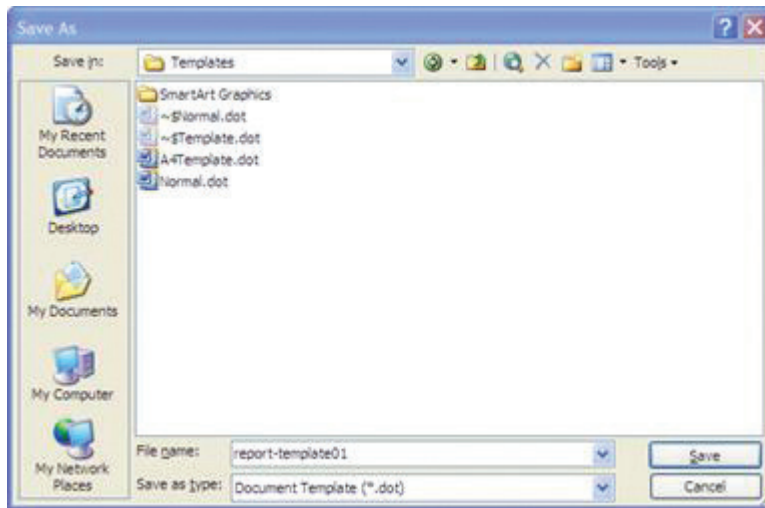 Save As
Save in: Templates Tools
SmartArt Graphics
~$Normal.dot
~$Template.dot
A4Template.dot
Normal.dot
My Recent
Documents
Desktop
My Documents
My Computer
My Network
Places
File name: report-template01 Save
Save as type: Document Template (*.dot) Cancel